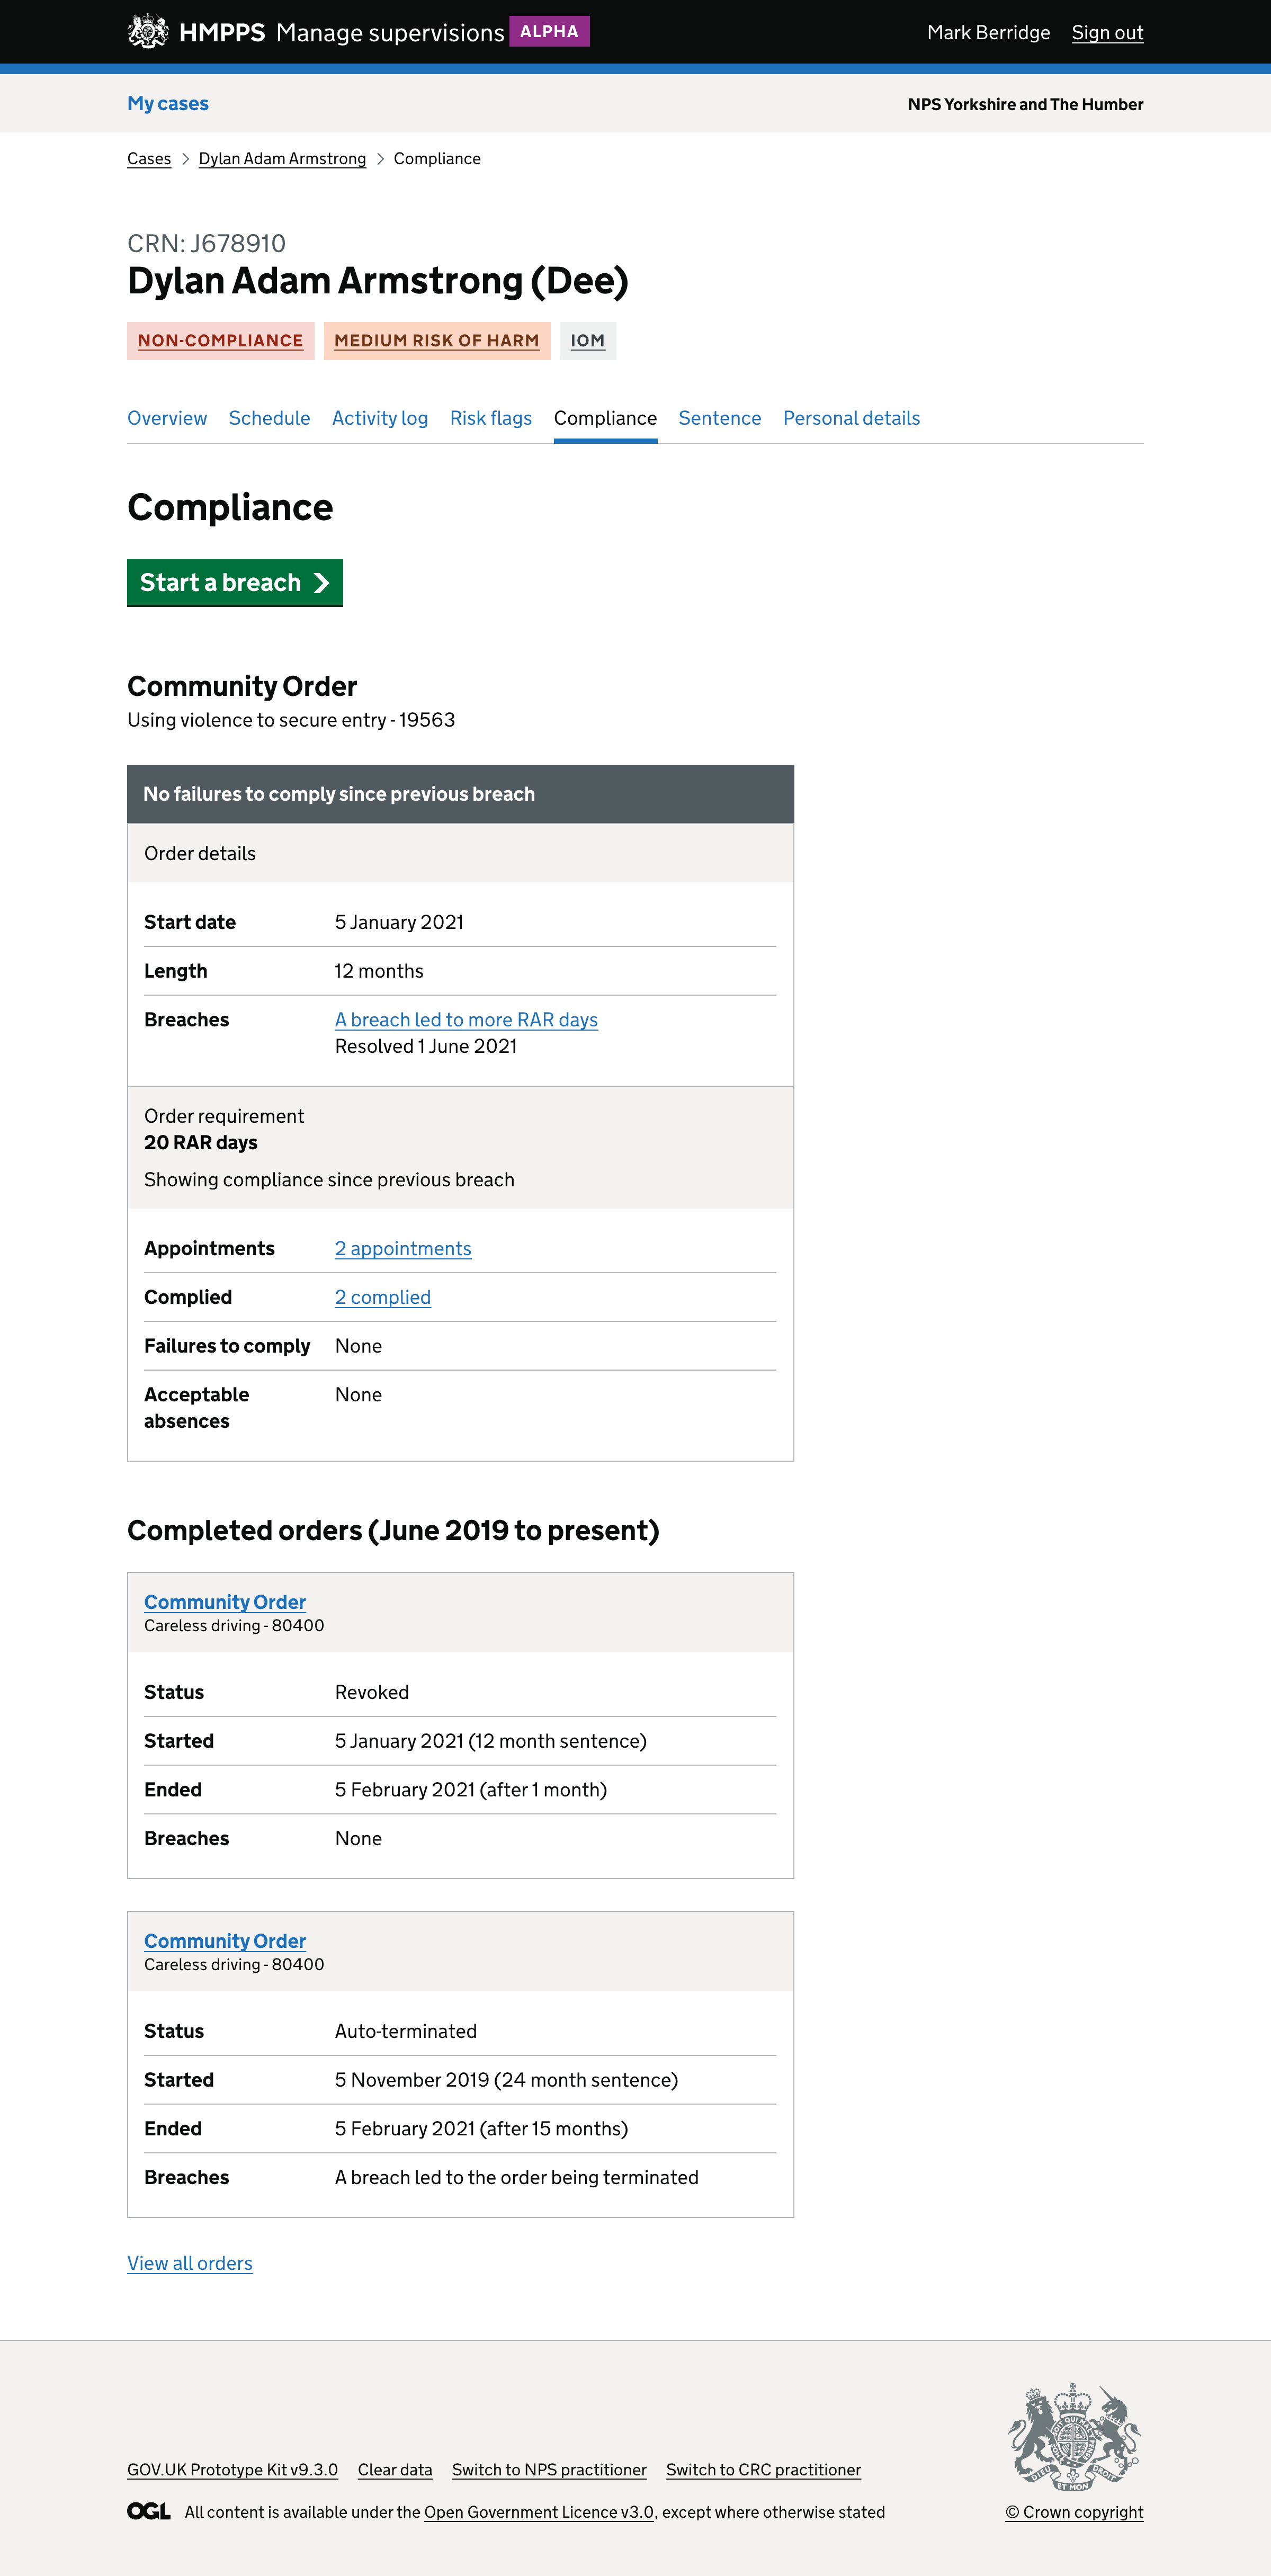 HMPPS Manage supervisions ALPHA Mark Berridge Sign out
My cases NPS Yorkshire and The Humber
Cases Dylan Adam Armstrong Compliance
CRN: J678910
Dylan Adam Armstrong (Dee)
NON-COMPLIANCE MEDIUM RISK OF HARM IOM
Overview Schedule Activity log Risk flags Compliance Sentence Personal details
Compliance
Start a breach
Community Order
Using violence to secure entry - 19563
No failures to comply since previous breach
Order details
Start date 5 January 2021
Length 12 months
Breaches A breach led to more RAR days
Resolved 1 June 2021
Order requirement
20 RAR days
Showing compliance since previous breach
Appointments 2 appointments
Complied 2 complied
Failures to comply None
Acceptable None
absences
Completed orders (June 2019 to present)
Community Order
Careless driving - 80400
Status Revoked
Started 5 January 2021 (12 month sentence)
Ended 5 February 2021 (after 1 month)
Breaches None
Community Order
Careless driving - 80400
Status Auto-terminated
Started 5 November 2019 (24 month sentence)
Ended 5 February 2021 (after 15 months)
Breaches A breach led to the order being terminated
View all orders
GOV.UK Prototype Kit v9.3.0 Clear data Switch to NPS practitioner Switch to CRC practitioner
OGL All content is available under the Open Government Licence v3.0, except where otherwise stated
DIEU ET MON DROIT
© Crown copyright